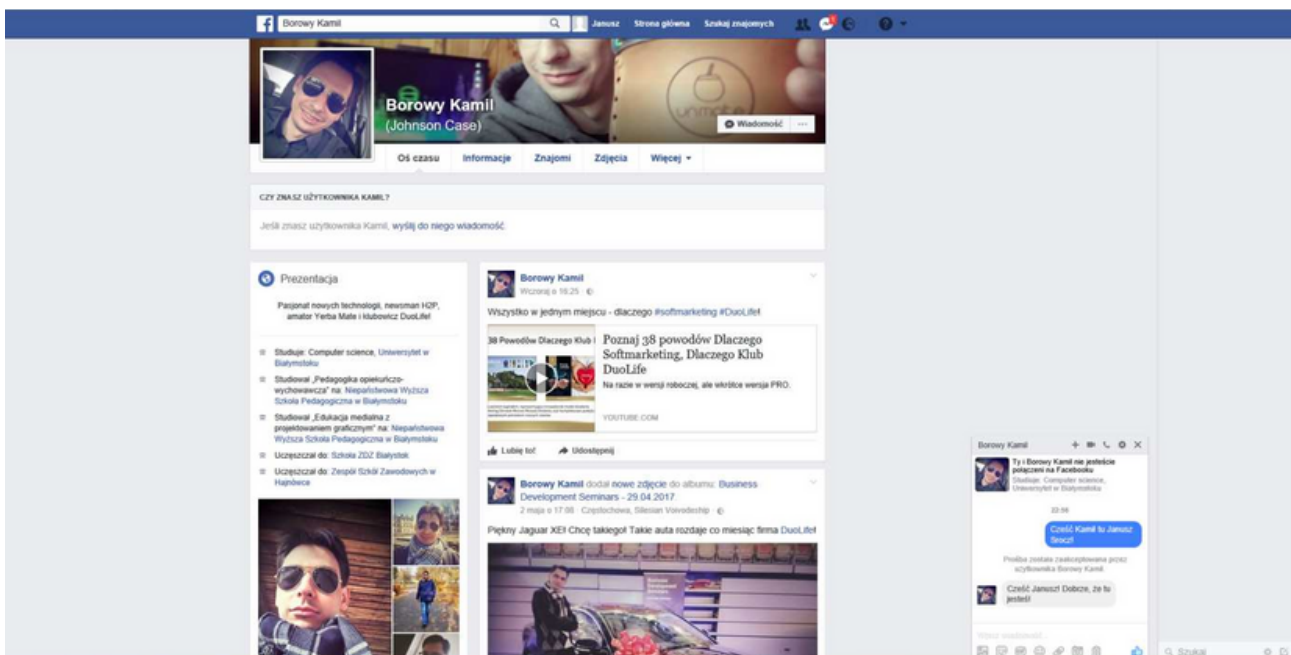 Borowy Kamil
Janusz
Strona główna
Szukaj znajomych
Borowy Kamil
(Johnson Case)
unmate
Wiadomość
Oś czasu
Informacje
Znajomi
Zdjęcia
Więcej
CZY ZNASZ UŻYTKOWNIKA KAMIL?
Jeśli znasz użytkownika Kamil, wyślij do niego wiadomość.
Prezentacja
Pasjonat nowych technologii, newsman H2P,
amator Yerba Mate i klubowicz DuoLife!
Studiuje: Computer science, Uniwersytet w
Białymstoku
Studiował „Pedagogika opiekuńczo-
wychowawcza” na: Niepaństwowa Wyższa
Szkoła Pedagogiczna w Białymstoku
Studiował „Edukacja medialna z
projektowaniem graficznym” na: Niepaństwowa
Wyższa Szkoła Pedagogiczna w Białymstoku
Uczęszczał do: Szkoła ZDZ Białystok
Uczęszczał do: Zespół Szkół Zawodowych w
Hajnówce
Borowy Kamil
Wczoraj o 16:25
Wszystko w jednym miejscu - dlaczego #softmarketing #DuoLife!
38 Powodów Dlaczego Klub
Poznaj 38 powodów Dlaczego
Softmarketing, Dlaczego Klub
DuoLife
Na razie w wersji roboczej, ale wkrótce wersja PRO.
YOUTUBE.COM
Lubię to!
Udostępnij
Borowy Kamil dodał nowe zdjęcie do albumu: Business
Development Seminars - 29.04.2017.
2 maja o 17:08 · Częstochowa, Silesian Voivodeship
Piękny Jaguar XE!! Chcę takiego! Takie auta rozdaje co miesiąc firma DuoLife!
Borowy Kamil
Ty i Borowy Kamil nie jesteście
połączeni na Facebooku
Studiuje: Computer science,
Uniwersytet w Białymstoku
Cześć Kamil tu Janusz
Prośba została zaakceptowana przez
użytkownika Borowy Kamil.
Cześć Janusz! Dobrze, że tu
jesteś!
Wpisz wiadomość...
Szukaj